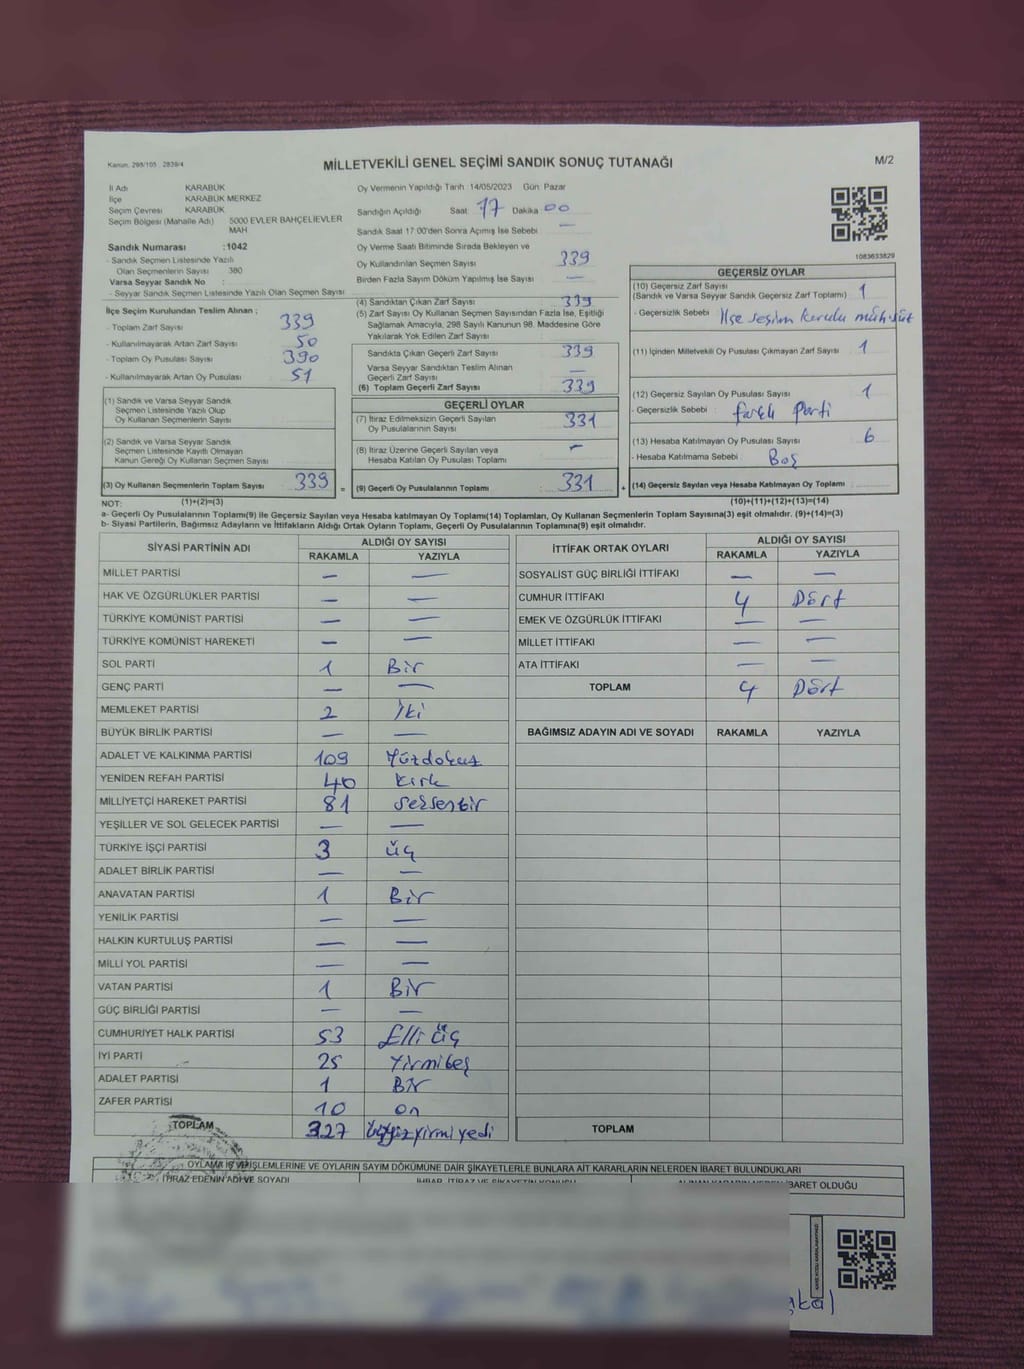 Kanun, 298/105 2839/4
MİLLETVEKİLİ GENEL SEÇİMİ SANDIK SONUÇ TUTANAĞI
M/2
İl Adı KARABÜK
İlçe KARABÜK MERKEZ
Seçim Çevresi KARABÜK
Seçim Bölgesi (Mahalle Adı) 5000 EVLER BAHÇELİEVLER
MAH
Sandık Numarası :1042
- Sandık Seçmen Listesinde Yazılı
Olan Seçmenlerin Sayısı 380
Varsa Seyyar Sandık No :
- Seyyar Sandık Seçmen Listesinde Yazılı Olan Seçmen Sayısı
Oy Vermenin Yapıldığı Tarih 14/05/2023 Gün Pazar
Sandığın Açıldığı Saat 17 Dakika 00
Sandık Saat 17:00'den Sonra Açımış İse Sebebi —
Oy Verme Saati Bitiminde Sırada Bekleyen ve
Oy Kullandırılan Seçmen Sayısı 339
Birden Fazla Sayım Döküm Yapılmış İse Sayısı —
1083633829
İlçe Seçim Kurulundan Teslim Alınan ;
- Toplam Zarf Sayısı 339
- Kullanılmayarak Artan Zarf Sayısı 50
- Toplam Oy Pusulası Sayısı 390
- Kullanılmayarak Artan Oy Pusulası 51
(1) Sandık ve Varsa Seyyar Sandık
Seçmen Listesinde Yazılı Olup
Oy Kullanan Seçmenlerin Sayısı
(2) Sandık ve Varsa Seyyar Sandık
Seçmen Listesinde Kayıtlı Olmayan
Kanun Gereği Oy Kullanan Seçmen Sayısı
(3) Oy Kullanan Seçmenlerin Toplam Sayısı 339 =
(1)+(2)=(3)
(4) Sandıktan Çıkan Zarf Sayısı 339
(5) Zarf Sayısı Oy Kullanan Seçmen Sayısından Fazla İse, Eşitliği
Sağlamak Amacıyla, 298 Sayılı Kanunun 98. Maddesine Göre
Yakılarak Yok Edilen Zarf Sayısı
Sandıkta Çıkan Geçerli Zarf Sayısı 339
Varsa Seyyar Sandıktan Teslim Alınan
Geçerli Zarf Sayısı —
(6) Toplam Geçerli Zarf Sayısı 339
GEÇERLİ OYLAR
(7) İtiraz Edilmeksizin Geçerli Sayılan
Oy Pusulalarının Sayısı 331
(8) İtiraz Üzerine Geçerli Sayılan veya
Hesaba Katılan Oy Pusulası Toplamı —
(9) Geçerli Oy Pusulalarının Toplamı : 331 +
GEÇERSİZ OYLAR
(10) Geçersiz Zarf Sayısı
(Sandık ve Varsa Seyyar Sandık Geçersiz Zarf Toplamı) 1
- Geçersizlik Sebebi : İlçe seçim kurulu mühürüt
(11) İçinden Milletvekili Oy Pusulası Çıkmayan Zarf Sayısı 1
(12) Geçersiz Sayılan Oy Pusulası Sayısı 1
- Geçersizlik Sebebi : farklı Parti
(13) Hesaba Katılmayan Oy Pusulası Sayısı 6
- Hesaba Katılmama Sebebi : Boş
(14) Geçersiz Sayılan veya Hesaba Katılmayan Oy Toplamı :
(10)+(11)+(12)+(13)=(14)
NOT:
a- Geçerli Oy Pusulasının Toplamı(9) ile Geçersiz Sayılan veya Hesaba katılmayan Oy Toplamı(14) Toplamları, Oy Kullanan Seçmenlerin Toplam Sayısına(3) eşit olmalıdır. (9)+(14)=(3)
b- Siyasi Partilerin, Bağımsız Adayların ve İttifakların Aldığı Ortak Oyların Toplamı, Geçerli Oy Pusulalarının Toplamına(9) eşit olmalıdır.
SİYASİ PARTİNİN ADI ALDIĞI OY SAYISI
RAKAMLA YAZIYLA
MİLLET PARTİSİ — —
HAK VE ÖZGÜRLÜKLER PARTİSİ — —
TÜRKİYE KOMÜNİST PARTİSİ — —
TÜRKİYE KOMÜNİST HAREKETİ — —
SOL PARTİ 1 Bir
GENÇ PARTİ — —
MEMLEKET PARTİSİ 2 İki
BÜYÜK BİRLİK PARTİSİ — —
ADALET VE KALKINMA PARTİSİ 109 Yüzdokuz
YENİDEN REFAH PARTİSİ 40 Kırk
MİLLİYETÇİ HAREKET PARTİSİ 81 seksenbir
YEŞİLLER VE SOL GELECEK PARTİSİ — —
TÜRKİYE İŞÇİ PARTİSİ 3 üç
ADALET BİRLİK PARTİSİ — —
ANAVATAN PARTİSİ 1 Bir
YENİLİK PARTİSİ — —
HALKIN KURTULUŞ PARTİSİ — —
MİLLİ YOL PARTİSİ — —
VATAN PARTİSİ 1 Bir
GÜÇ BİRLİĞİ PARTİSİ — —
CUMHURİYET HALK PARTİSİ 53 Elli üç
İYİ PARTİ 25 Yirmibeş
ADALET PARTİSİ 1 Bir
ZAFER PARTİSİ 10 on
TOPLAM 327 üçyüzyirmi yedi
İTTİFAK ORTAK OYLARI ALDIĞI OY SAYISI
RAKAMLA YAZIYLA
SOSYALİST GÜÇ BİRLİĞİ İTTİFAKI — —
CUMHUR İTTİFAKI 4 Dört
EMEK VE ÖZGÜRLÜK İTTİFAKI — —
MİLLET İTTİFAKI — —
ATA İTTİFAKI — —
TOPLAM 4 Dört
BAĞIMSIZ ADAYIN ADI VE SOYADI RAKAMLA YAZIYLA
TOPLAM
OYLAMA İŞ VE İŞLEMLERİNE VE OYLARIN SAYIM DÖKÜMÜNE DAİR ŞİKAYETLERLE BUNLARA AİT KARARLARIN NELERDEN İBARET BULUNDUKLARI
İTİRAZ EDENİN ADI VE SOYADI İHBAR, İTİRAZ VE ŞİKAYETİN KONUSU ALINAN KARARIN NEDEN İBARET OLDUĞU